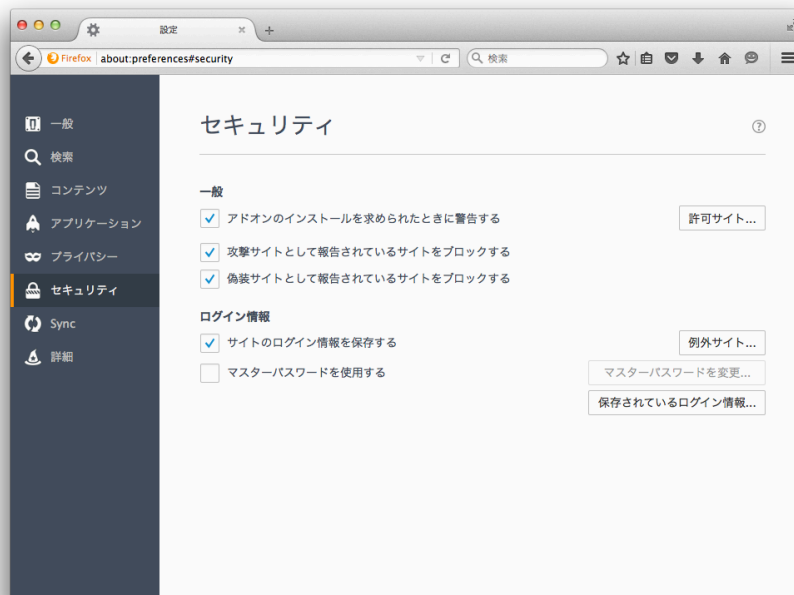 設定
Firefox about:preferences#security
検索
一般
検索
コンテンツ
アプリケーション
プライバシー
セキュリティ
Sync
詳細
セキュリティ
一般
アドオンのインストールを求められたときに警告する 許可サイト...
攻撃サイトとして報告されているサイトをブロックする
偽装サイトとして報告されているサイトをブロックする
ログイン情報
サイトのログイン情報を保存する 例外サイト...
マスターパスワードを使用する マスターパスワードを変更...
保存されているログイン情報...